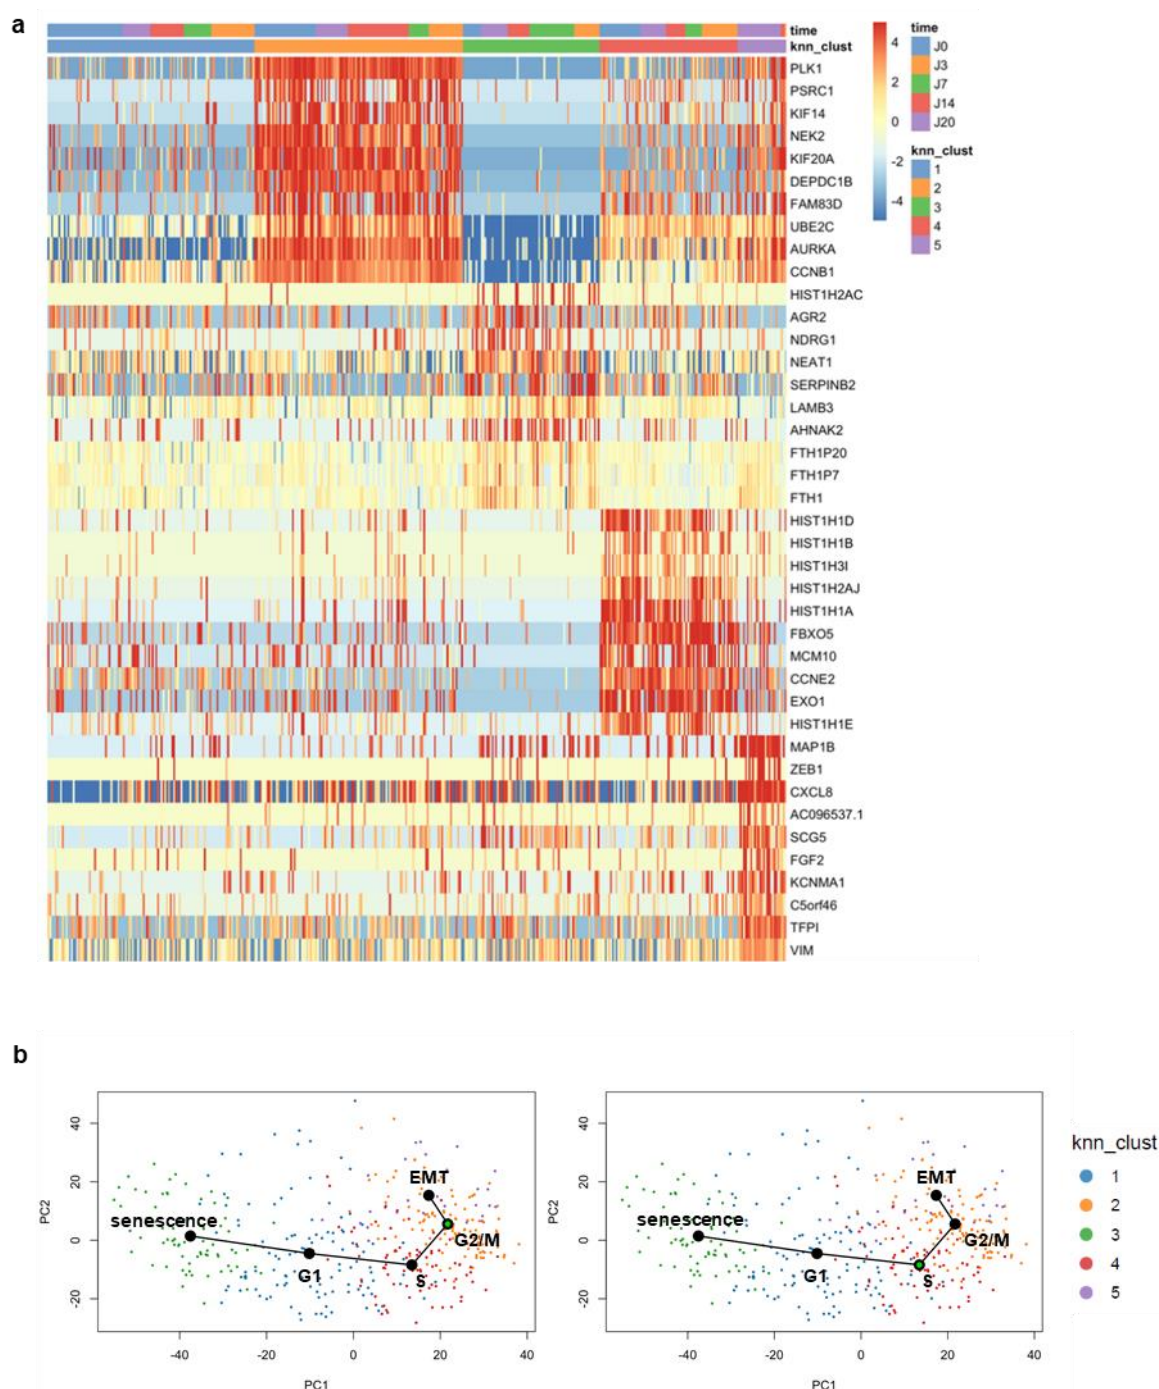 a
time
knn_clust
PLK1
PSRC1
KIF14
NEK2
KIF20A
DEPDC1B
FAM83D
UBE2C
AURKA
CCNB1
HIST1H2AC
AGR2
NDRG1
NEAT1
SERPINB2
LAMB3
AHNAK2
FTH1P20
FTH1P7
FTH1
HIST1H1D
HIST1H1B
HIST1H3I
HIST1H2AJ
HIST1H1A
FBXO5
MCM10
CCNE2
EXO1
HIST1H1E
MAP1B
ZEB1
CXCL8
AC096537.1
SCG5
FGF2
KCNMA1
C5orf46
TFPI
VIM
4
2
0
-2
-4
time
J0
J3
J7
J14
J20
knn_clust
1
2
3
4
5
b
PC2
40
20
0
-20
senescence
G1
S
G2/M
EMT
-40
-20
0
20
40
PC1
PC2
40
20
0
-20
senescence
G1
S
G2/M
EMT
-40
-20
0
20
40
PC1
knn_clust
1
2
3
4
5